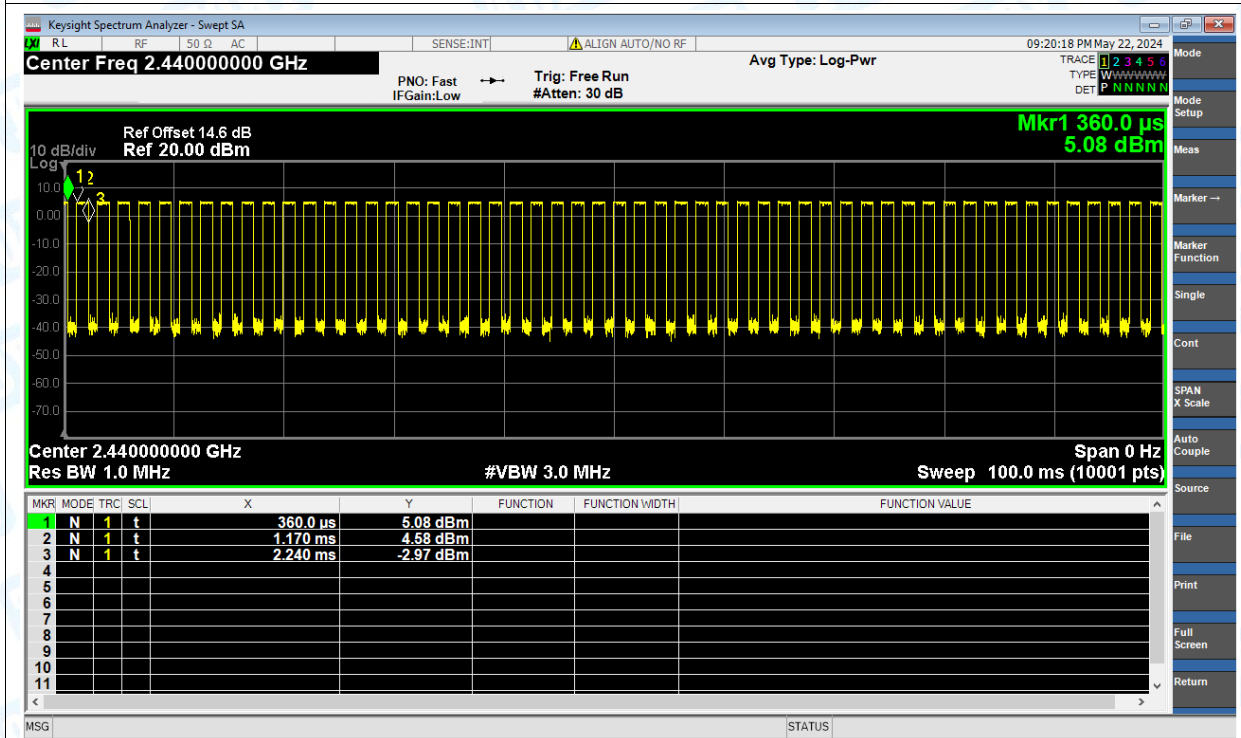 Keysight Spectrum Analyzer - Swept SA
LXI RL RF 50 Ω AC SENSE:INT ALIGN AUTO/NO RF 09:20:18 PM May 22, 2024
Center Freq 2.440000000 GHz
PNO: Fast
IFGain:Low
Trig: Free Run
#Atten: 30 dB
Avg Type: Log-Pwr
TRACE 1 2 3 4 5 6
TYPE WWWWWW
DET P N N N N N
Mkr1 360.0 µs
5.08 dBm
Ref Offset 14.6 dB
10 dB/div Ref 20.00 dBm
Log
1 2
3
10.0
0.00
-10.0
-20.0
-30.0
-40.0
-50.0
-60.0
-70.0
Center 2.440000000 GHz Span 0 Hz
Res BW 1.0 MHz #VBW 3.0 MHz Sweep 100.0 ms (10001 pts)
MKR MODE TRC SCL X Y FUNCTION FUNCTION WIDTH FUNCTION VALUE
1 N 1 t 360.0 µs 5.08 dBm
2 N 1 t 1.170 ms 4.58 dBm
3 N 1 t 2.240 ms -2.97 dBm
4
5
6
7
8
9
10
11
MSG STATUS
Mode
Mode
Setup
Meas
Marker →
Marker
Function
Single
Cont
SPAN
X Scale
Auto
Couple
Source
File
Print
Full
Screen
Return